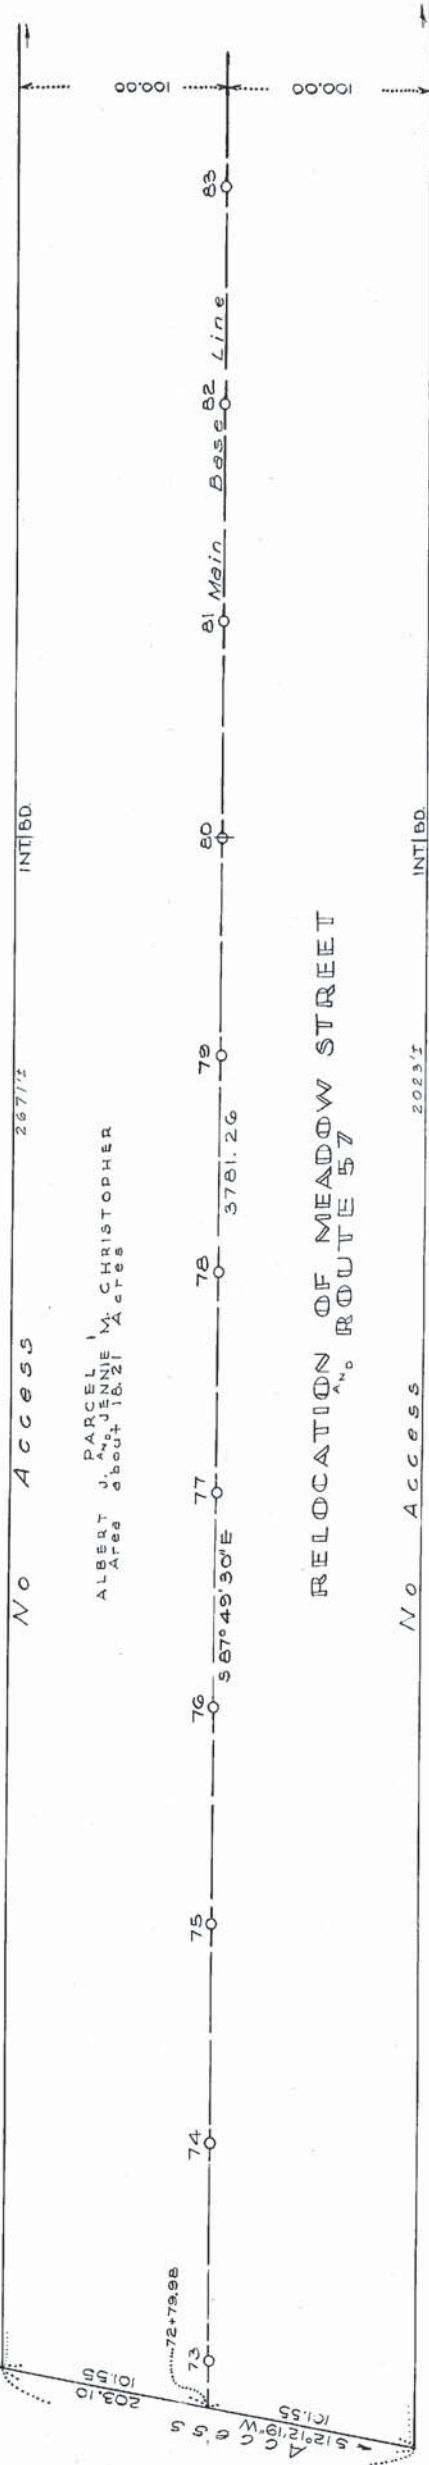 No Access
2671'±
INT. BD.
PARCEL 1
ALBERT J. AND JENNIE M. CHRISTOPHER
Area about 18.21 Acres
100.00
100.00
203.10
101.55
72+79.98
73
74
75
76
77
78
79
80
81
82
83
Main Base Line
S 87° 49' 30" E
3781.26
Access
S 12° 12' 19" W
101.55
RELOCATION OF MEADOW STREET
AND ROUTE 57
No Access
2023'±
INT. BD.